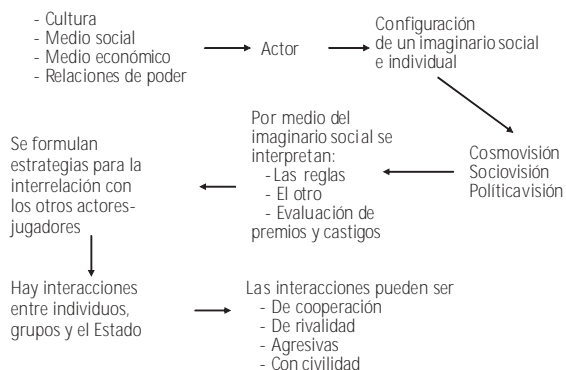 - Cultura
- Medio social
- Medio económico
- Relaciones de poder
Actor
Configuración
de un imaginario social
e individual
Cosmovisión
Sociovisión
Políticavisión
Por medio del
imaginario social se
interpretan:
- Las reglas
- El otro
- Evaluación de
premios y castigos
Se formulan
estrategias para la
interrelación con
los otros actores-
jugadores
Hay interacciones
entre individuos,
grupos y el Estado
Las interacciones pueden ser
- De cooperación
- De rivalidad
- Agresivas
- Con civilidad